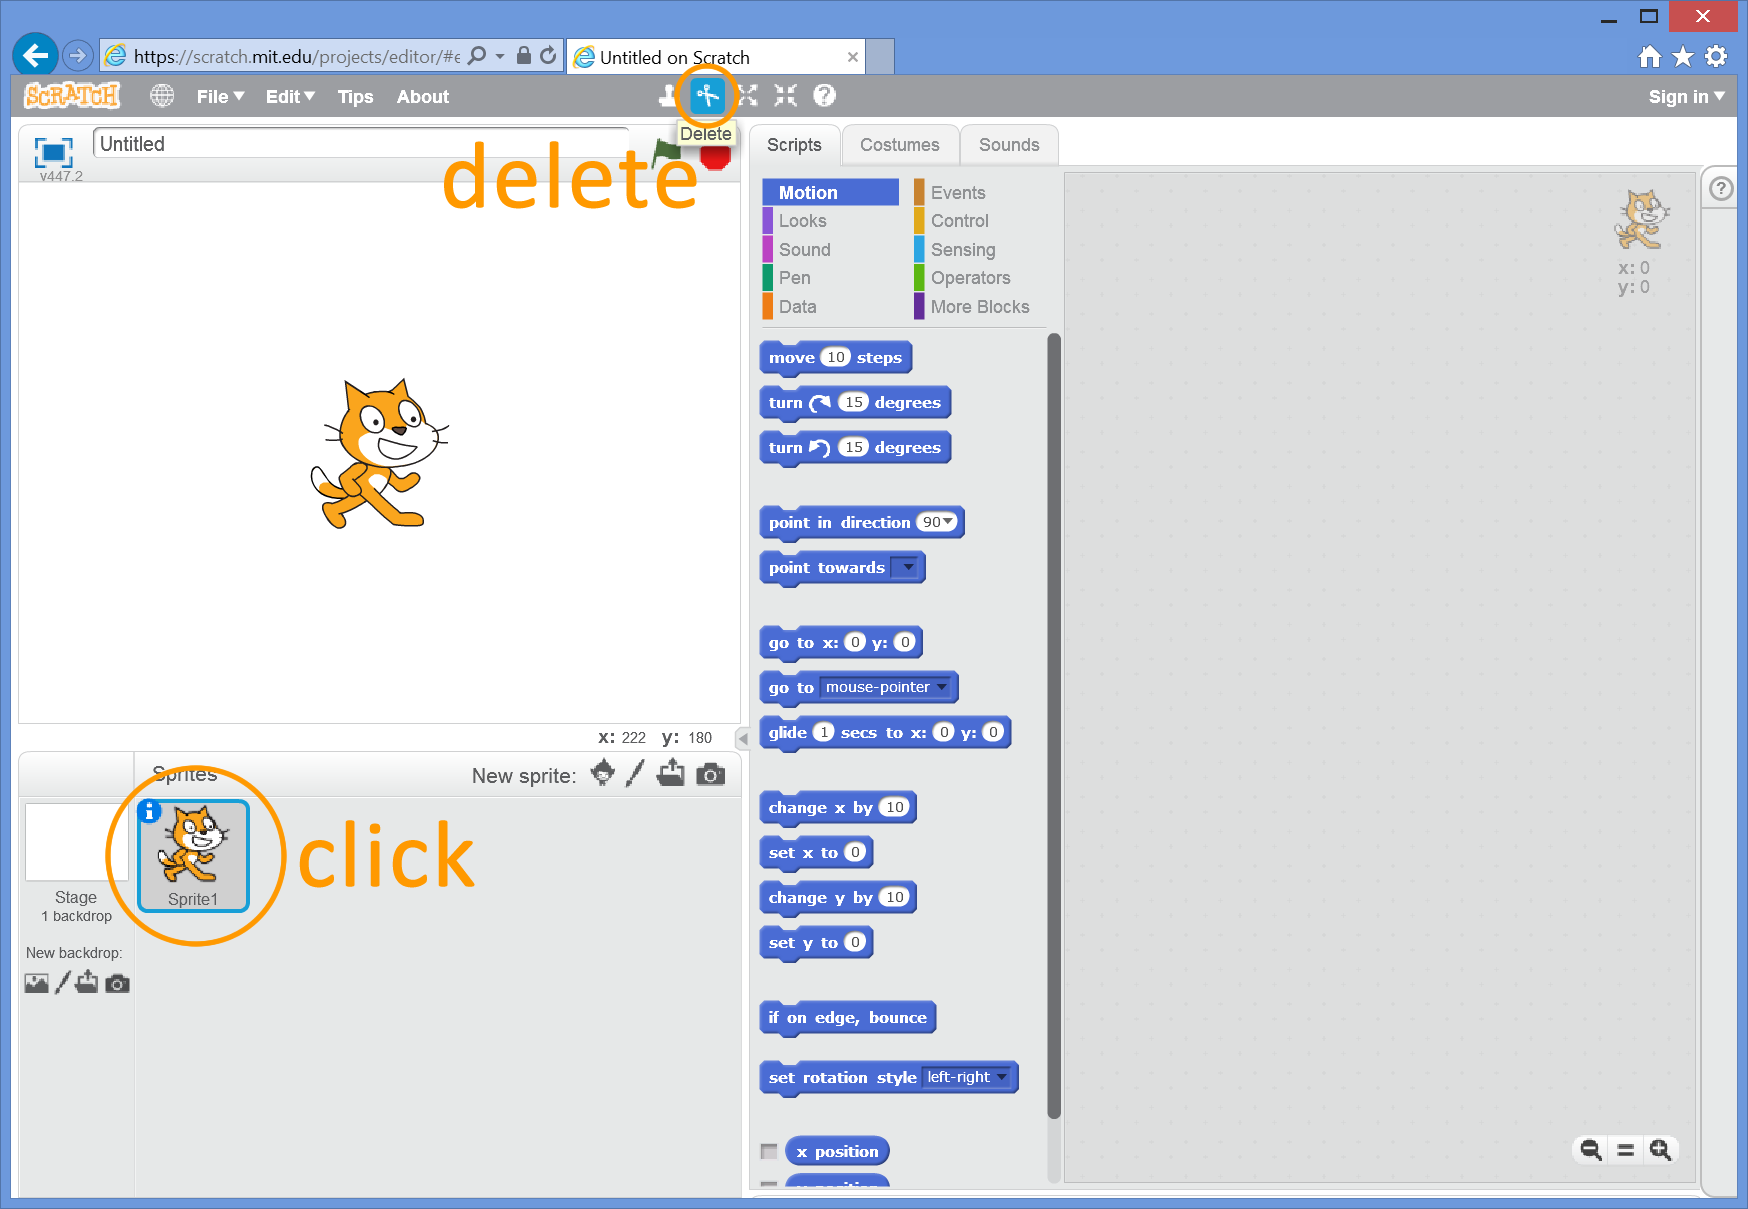 https://scratch.mit.edu/projects/editor/#e
Untitled on Scratch
SCRATCH
File
Edit
Tips
About
Sign in
Delete
Untitled
v447.2
delete
Scripts
Costumes
Sounds
Motion
Looks
Sound
Pen
Data
Events
Control
Sensing
Operators
More Blocks
x: 0
y: 0
move 10 steps
turn 15 degrees
turn 15 degrees
point in direction 90
point towards
go to x: 0 y: 0
go to mouse-pointer
glide 1 secs to x: 0 y: 0
change x by 10
set x to 0
change y by 10
set y to 0
if on edge, bounce
set rotation style left-right
x position
y position
x: 222 y: 180
Sprites
New sprite:
Sprite1
click
Stage
1 backdrop
New backdrop: